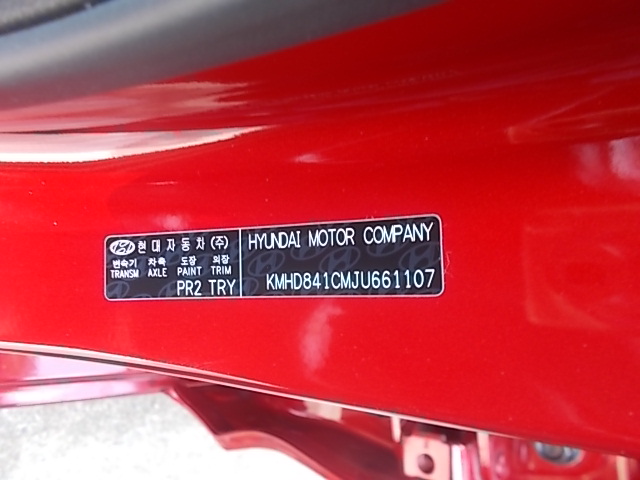 현대자동차(주)
변속기 차축 도장 의장
TRANSM AXLE PAINT TRIM
PR2 TRY
HYUNDAI MOTOR COMPANY
KMHD841CMJU661107